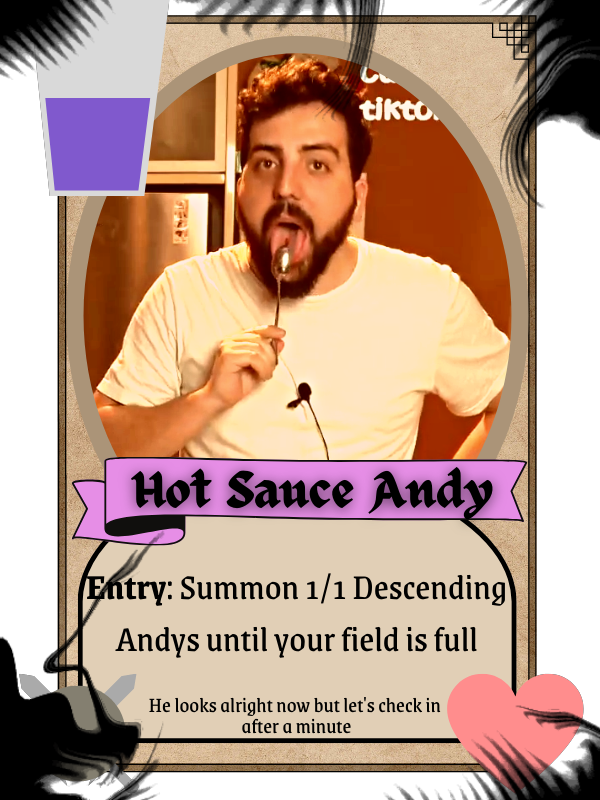 tiktok
Hot Sauce Andy
Entry: Summon 1/1 Descending
Andys until your field is full
He looks alright now but let's check in
after a minute